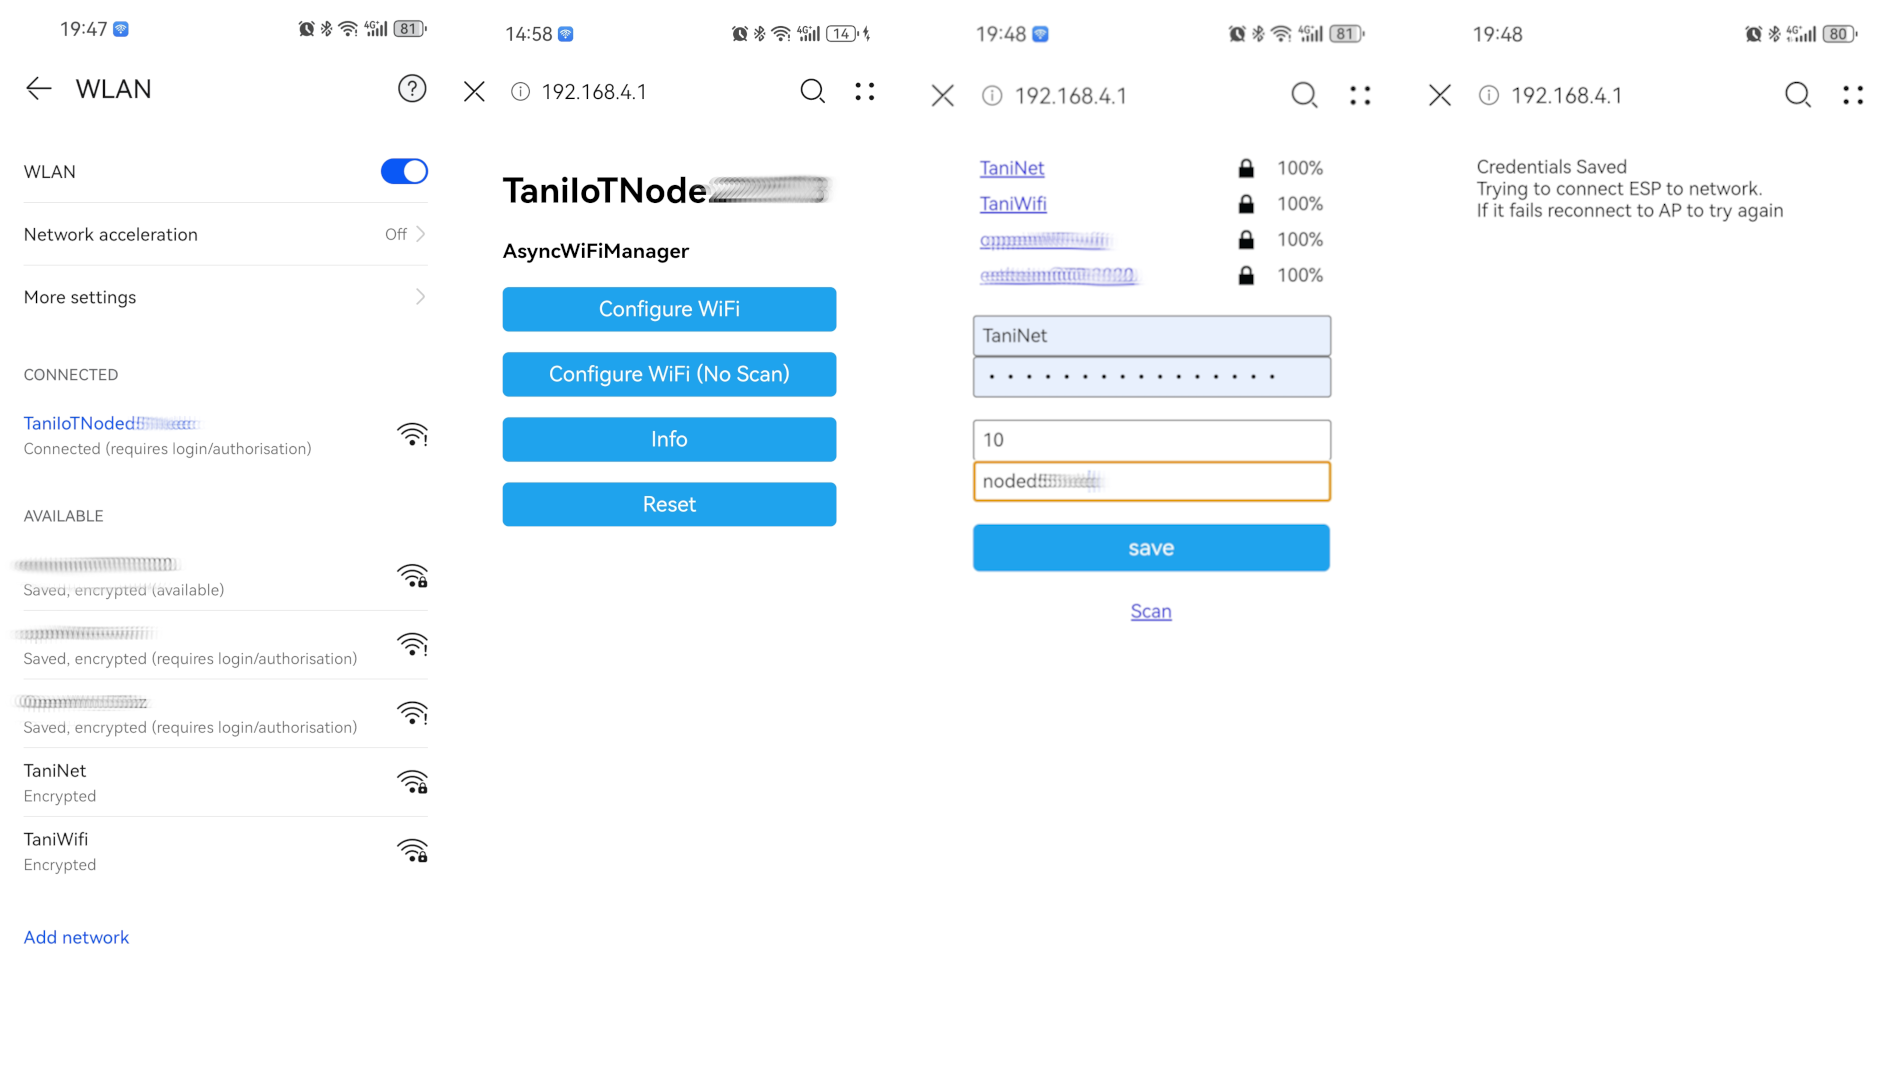 19:47
4G
81
WLAN
?
WLAN
Network acceleration
Off
More settings
CONNECTED
TaniIoTNoded
Connected (requires login/authorisation)
AVAILABLE
Saved, encrypted (available)
Saved, encrypted (requires login/authorisation)
Saved, encrypted (requires login/authorisation)
TaniNet
Encrypted
TaniWifi
Encrypted
Add network
14:58
4G
14
192.168.4.1
TaniIoTNode
AsyncWiFiManager
Configure WiFi
Configure WiFi (No Scan)
Info
Reset
19:48
4G
81
192.168.4.1
TaniNet 100%
TaniWifi 100%
100%
100%
TaniNet
10
noded
save
Scan
19:48
4G
80
192.168.4.1
Credentials Saved
Trying to connect ESP to network.
If it fails reconnect to AP to try again